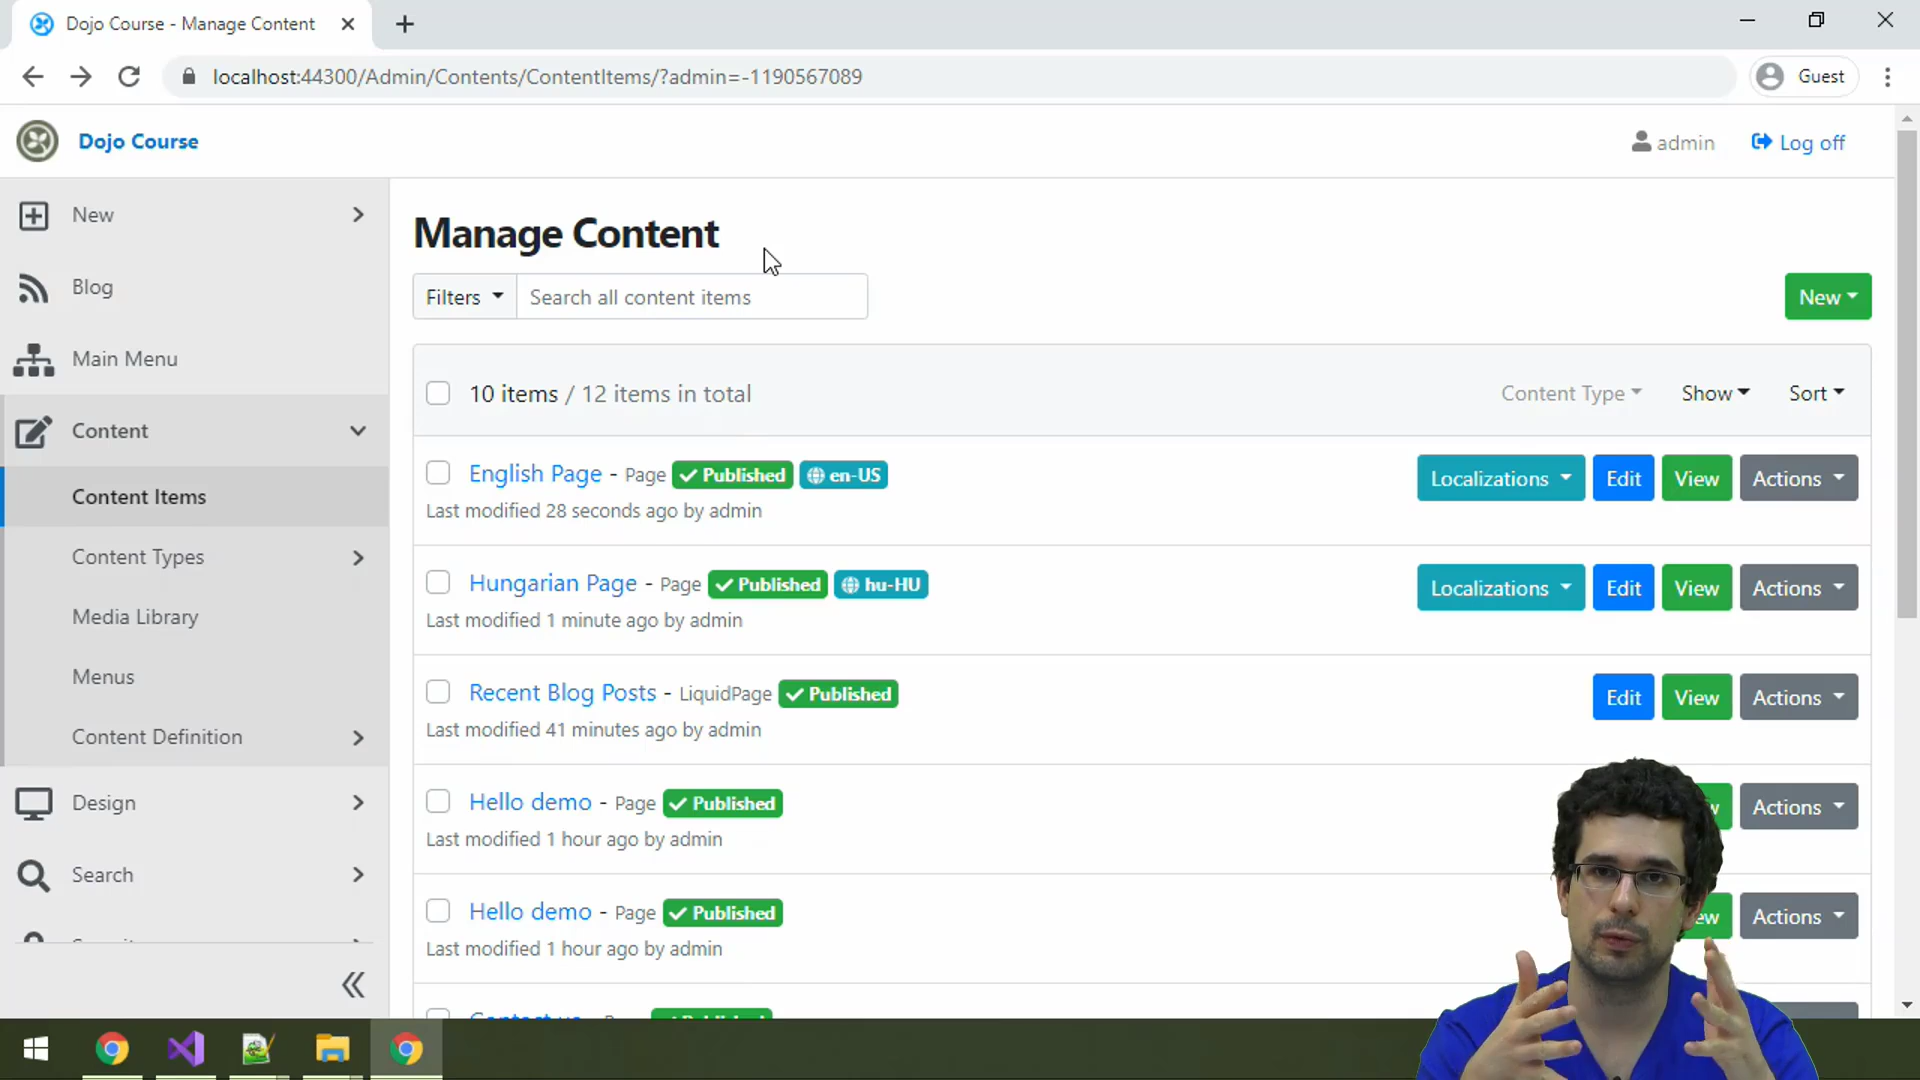 Dojo Course - Manage Content
localhost:44300/Admin/Contents/ContentItems/?admin=-1190567089
Guest
Dojo Course
admin
Log off
New
Blog
Main Menu
Content
Content Items
Content Types
Media Library
Menus
Content Definition
Design
Search
Manage Content
Filters
Search all content items
New
10 items / 12 items in total
Content Type
Show
Sort
English Page - Page Published en-US
Localizations Edit View Actions
Last modified 28 seconds ago by admin
Hungarian Page - Page Published hu-HU
Localizations Edit View Actions
Last modified 1 minute ago by admin
Recent Blog Posts - LiquidPage Published
Edit View Actions
Last modified 41 minutes ago by admin
Hello demo - Page Published
Actions
Last modified 1 hour ago by admin
Hello demo - Page Published
Actions
Last modified 1 hour ago by admin